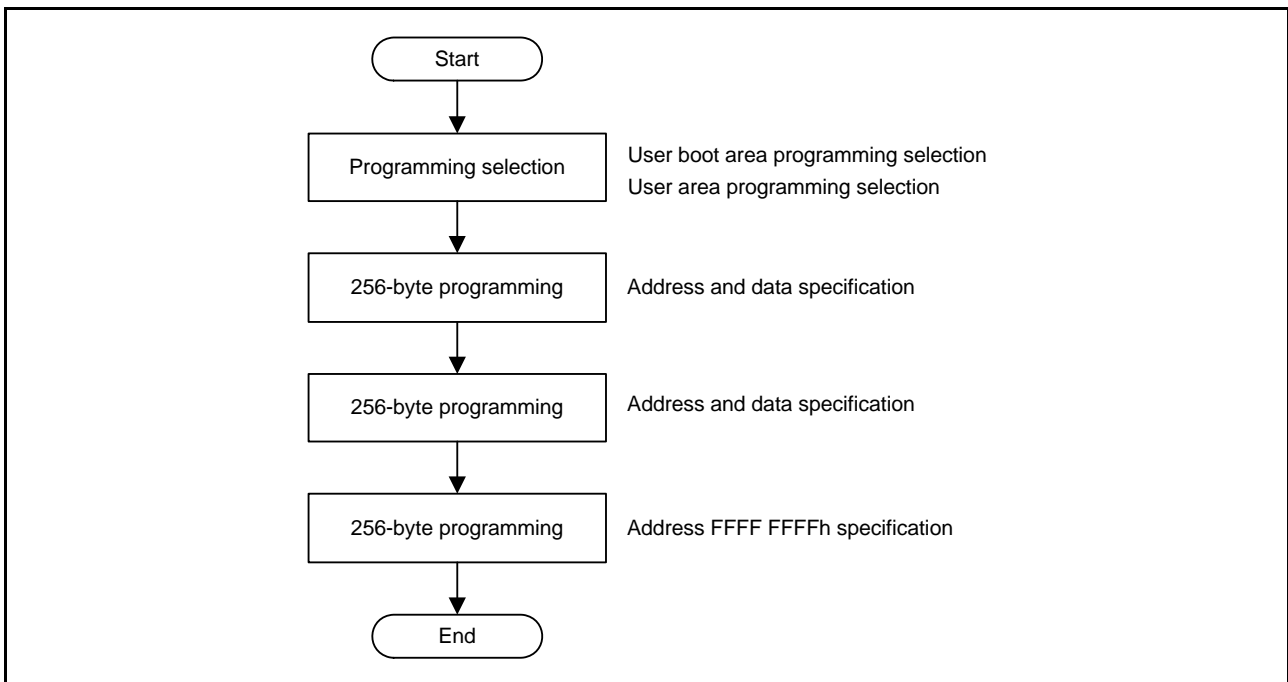 Start
Programming selection
User boot area programming selection
User area programming selection
256-byte programming
Address and data specification
256-byte programming
Address and data specification
256-byte programming
Address FFFF FFFFh specification
End